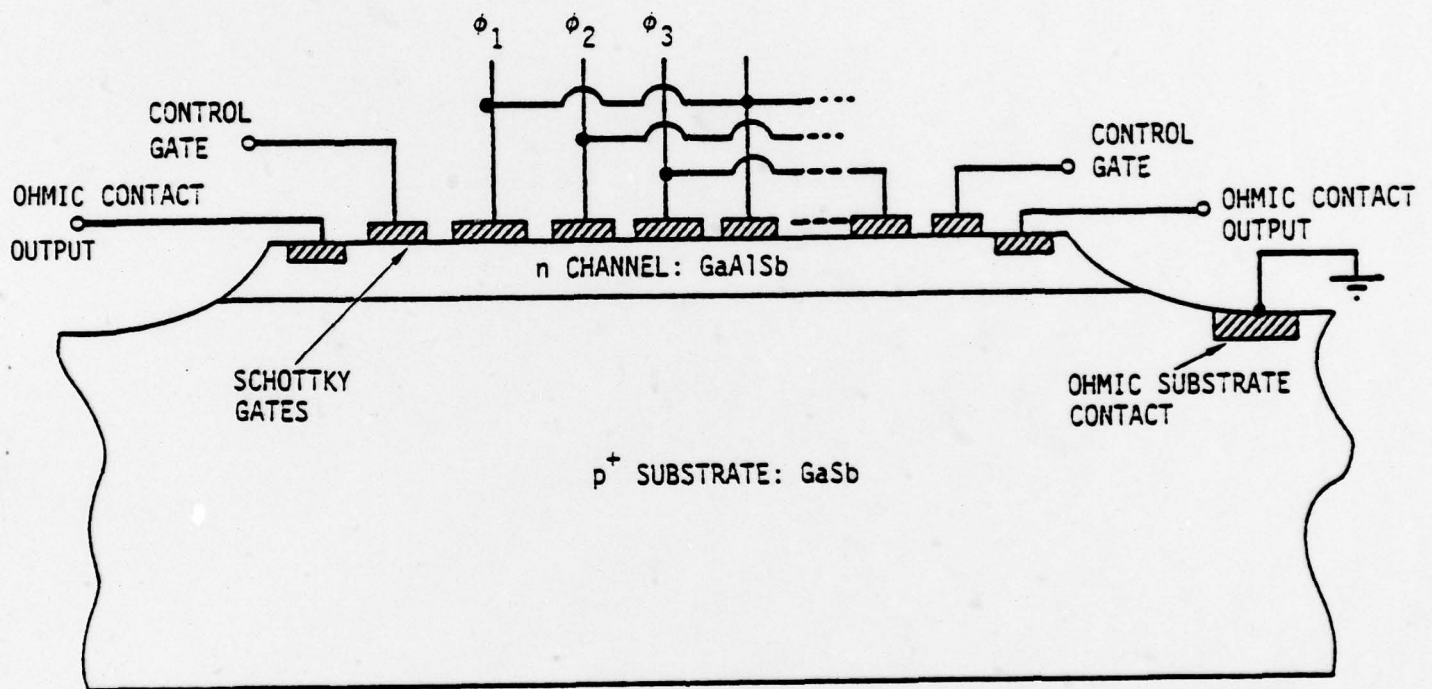 ϕ1 ϕ2 ϕ3
CONTROL
GATE
OHMIC CONTACT
OUTPUT
CONTROL
GATE
OHMIC CONTACT
OUTPUT
n CHANNEL: GaAlSb
SCHOTTKY
GATES
OHMIC SUBSTRATE
CONTACT
p+ SUBSTRATE: GaSb